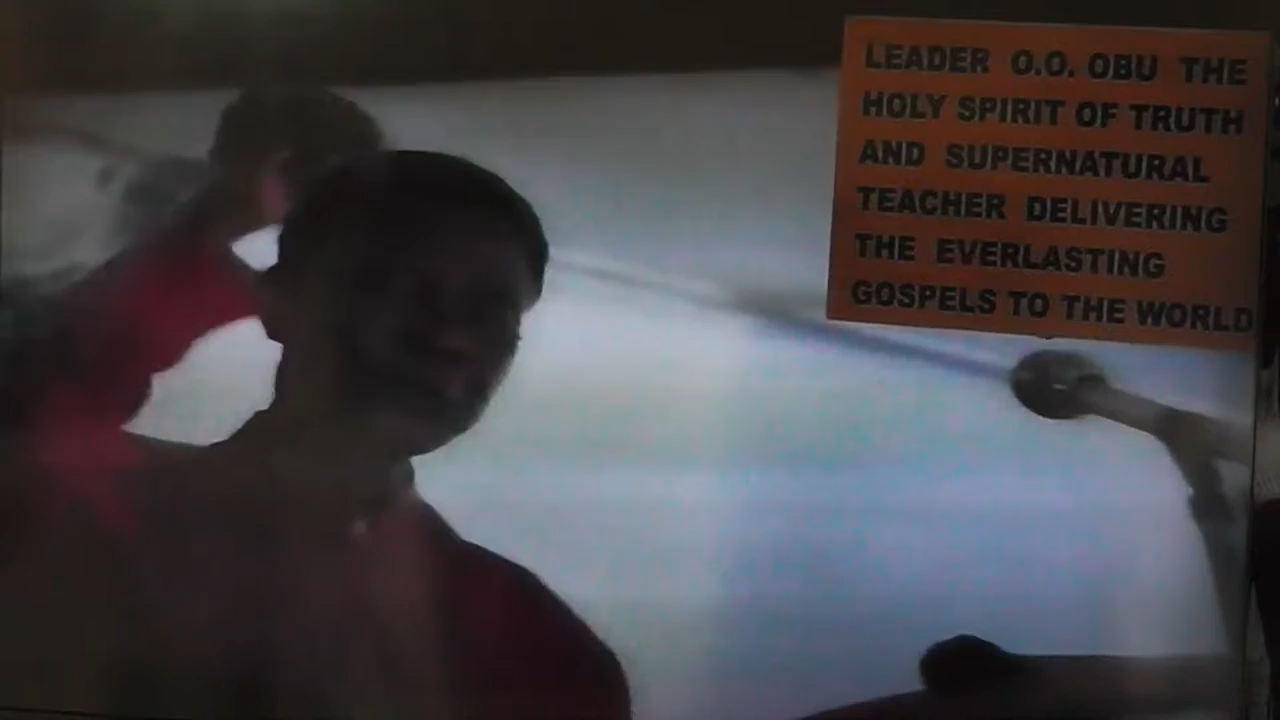 LEADER O.O. OBU THE
HOLY SPIRIT OF TRUTH
AND SUPERNATURAL
TEACHER DELIVERING
THE EVERLASTING
GOSPELS TO THE WORLD